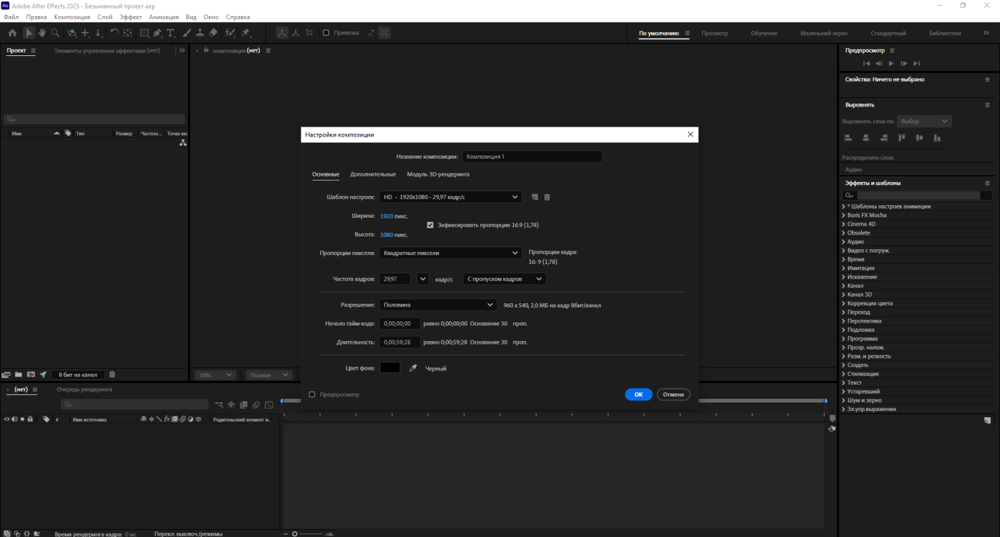 Ae Adobe After Effects 2025 - Безымянный проект.aep
Файл Правка Композиция Слой Эффект Анимация Вид Окно Справка
Привязка
По умолчанию Просмотр Обучение Маленький экран Стандартный Библиотеки
Проект Элементы управления эффектами (нет)
композиция (нет)
Имя Тип Размер Частота .. Точка вхо
8 бит на канал
50% Полное
Настройки композиции
Название композиции: Композиция 1
Основные Дополнительные Модуль 3D-рендеринга
Шаблон настроек: HD - 1920x1080 - 29,97 кадр/с
Ширина: 1920 пикс.
Зафиксировать пропорции 16:9 (1,78)
Высота: 1080 пикс.
Пропорции пикселя: Квадратные пиксели Пропорции кадра:
16: 9 (1,78)
Частота кадров: 29,97 кадр/с С пропуском кадров
Разрешение: Половина 960 x 540, 2,0 МБ на кадр 8бит/канал
Начало тайм-кода: 0;00;00;00 равно 0;00;00;00 Основание 30 проп.
Длительность: 0;00;59;28 равно 0;00;59;28 Основание 30 проп.
Цвет фона: Черный
Предпросмотр
ОК Отмена
Предпросмотр
Свойства: Ничего не выбрано
Выровнять
Выровнять слои по: Выбор
Распределить слои:
Аудио
Эффекты и шаблоны
* Шаблоны настроек анимации
Boris FX Mocha
Cinema 4D
Obsolete
Аудио
Видео с погруж.
Время
Имитация
Искажение
Канал
Канал 3D
Коррекция цвета
Переход
Перспектива
Подложка
Программа
Прозр. налож.
Разм. и резкость
Создать
Стилизация
Текст
Устаревший
Шум и зерно
Эл.упр.выражения
(нет) Очередь рендеринга
# Имя источника fx Родительский элемент и..
Время рендеринга кадра: 0 мс Перекл. выключ./режимы